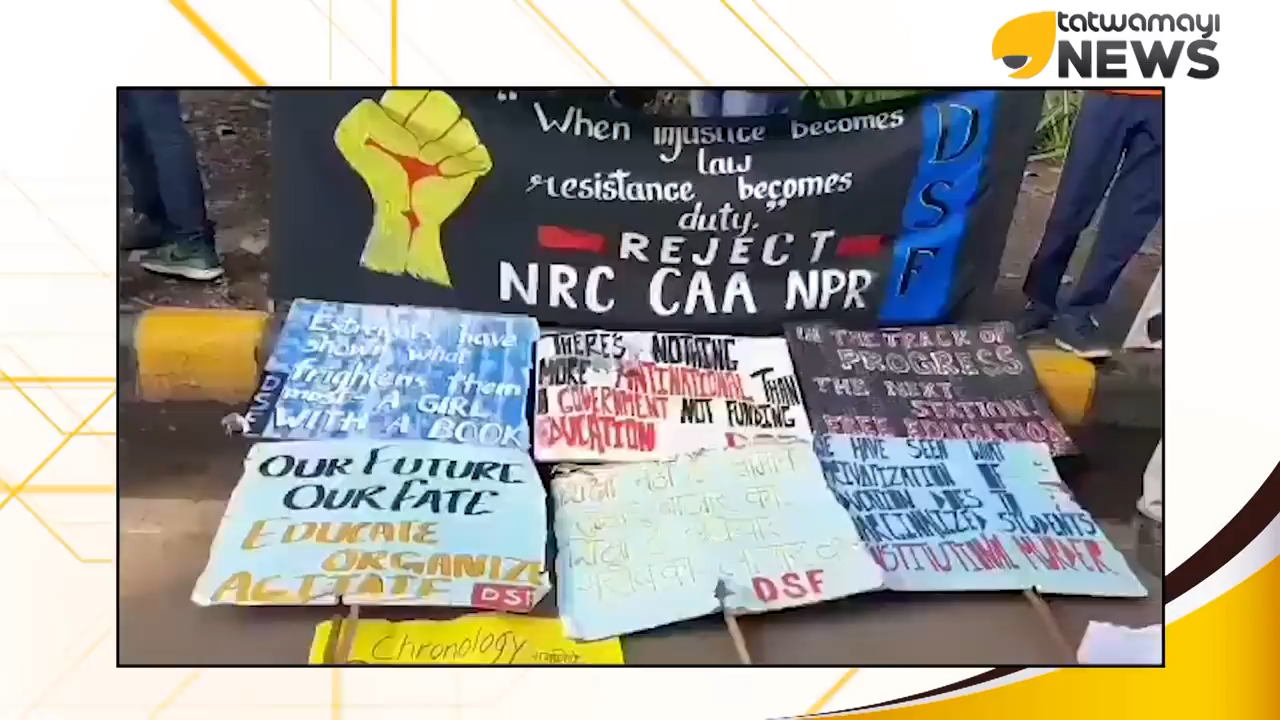 tatwamayi
NEWS
"When injustice becomes
law
resistance becomes
duty."
REJECT
NRC CAA NPR
DSF
Extremists have
shown what
frightens them
most - A GIRL
WITH A BOOK
DSF
THERE'S NOTHING
MORE ANTINATIONAL THAN
A GOVERNMENT NOT FUNDING
EDUCATION
DSF
IN THE TRACK OF
PROGRESS
THE NEXT
STATION:
FREE EDUCATION
OUR FUTURE
OUR FATE
EDUCATE
ORGANIZE
AGITATE DSF
DSF
WE HAVE SEEN WHAT
PRIVATIZATION OF
EDUCATION DOES TO
MARGINALIZED STUDENTS
INSTITUTIONAL MURDER
Chronology